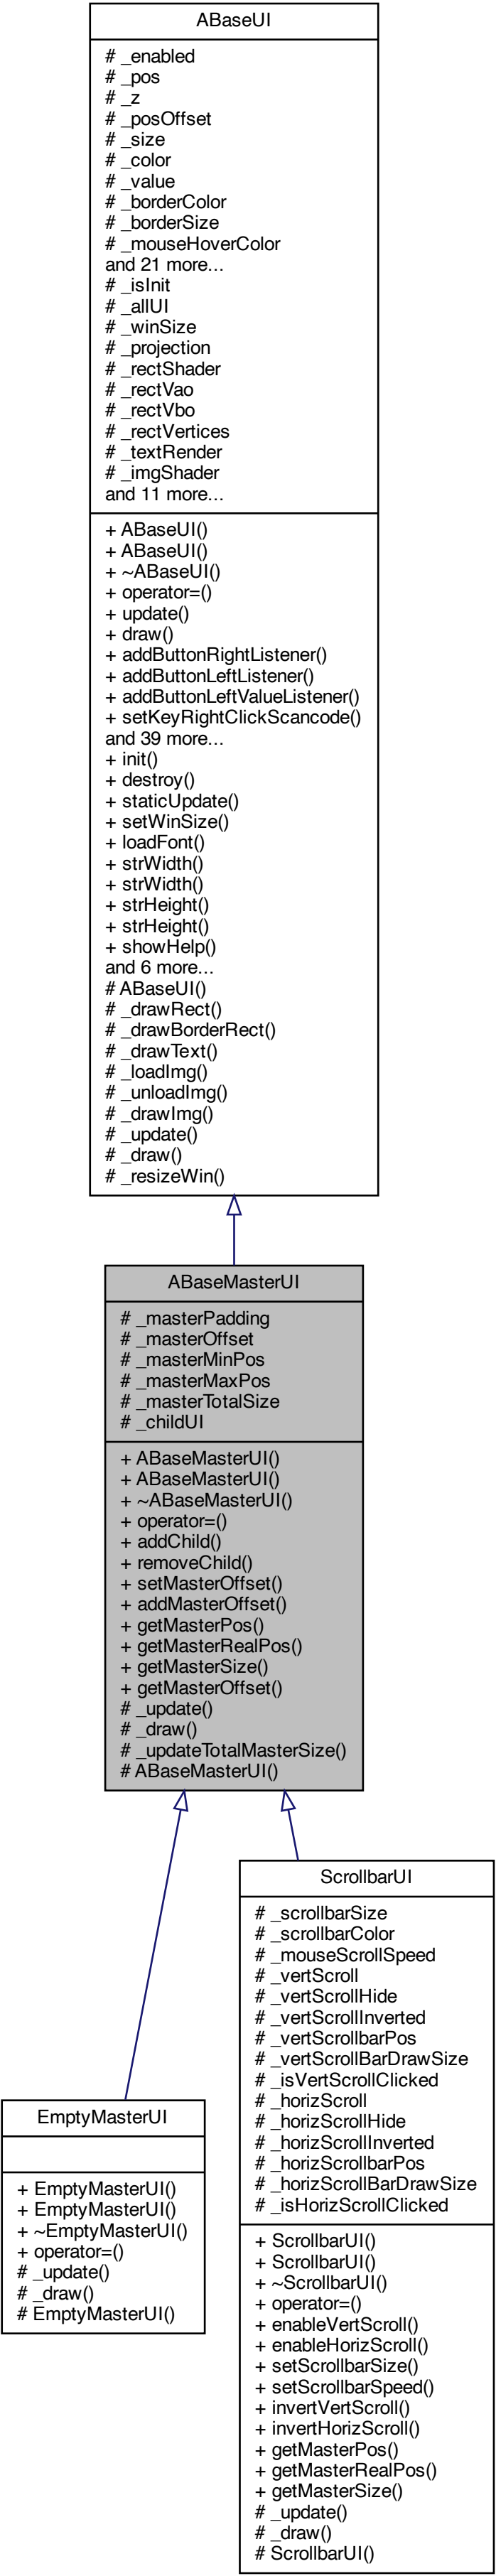 ABaseUI
# _enabled
# _pos
# _z
# _posOffset
# _size
# _color
# _value
# _borderColor
# _borderSize
# _mouseHoverColor
and 21 more...
# _isInit
# _allUI
# _winSize
# _projection
# _rectShader
# _rectVao
# _rectVbo
# _rectVertices
# _textRender
# _imgShader
and 11 more...
+ ABaseUI()
+ ABaseUI()
+ ~ABaseUI()
+ operator=()
+ update()
+ draw()
+ addButtonRightListener()
+ addButtonLeftListener()
+ addButtonLeftValueListener()
+ setKeyRightClickScancode()
and 39 more...
+ init()
+ destroy()
+ staticUpdate()
+ setWinSize()
+ loadFont()
+ strWidth()
+ strWidth()
+ strHeight()
+ strHeight()
+ showHelp()
and 6 more...
# ABaseUI()
# _drawRect()
# _drawBorderRect()
# _drawText()
# _loadImg()
# _unloadImg()
# _drawImg()
# _update()
# _draw()
# _resizeWin()
ABaseMasterUI
# _masterPadding
# _masterOffset
# _masterMinPos
# _masterMaxPos
# _masterTotalSize
# _childUI
+ ABaseMasterUI()
+ ABaseMasterUI()
+ ~ABaseMasterUI()
+ operator=()
+ addChild()
+ removeChild()
+ setMasterOffset()
+ addMasterOffset()
+ getMasterPos()
+ getMasterRealPos()
+ getMasterSize()
+ getMasterOffset()
# _update()
# _draw()
# _updateTotalMasterSize()
# ABaseMasterUI()
EmptyMasterUI
+ EmptyMasterUI()
+ EmptyMasterUI()
+ ~EmptyMasterUI()
+ operator=()
# _update()
# _draw()
# EmptyMasterUI()
ScrollbarUI
# _scrollbarSize
# _scrollbarColor
# _mouseScrollSpeed
# _vertScroll
# _vertScrollHide
# _vertScrollInverted
# _vertScrollbarPos
# _vertScrollBarDrawSize
# _isVertScrollClicked
# _horizScroll
# _horizScrollHide
# _horizScrollInverted
# _horizScrollbarPos
# _horizScrollBarDrawSize
# _isHorizScrollClicked
+ ScrollbarUI()
+ ScrollbarUI()
+ ~ScrollbarUI()
+ operator=()
+ enableVertScroll()
+ enableHorizScroll()
+ setScrollbarSize()
+ setScrollbarSpeed()
+ invertVertScroll()
+ invertHorizScroll()
+ getMasterPos()
+ getMasterRealPos()
+ getMasterSize()
# _update()
# _draw()
# ScrollbarUI()